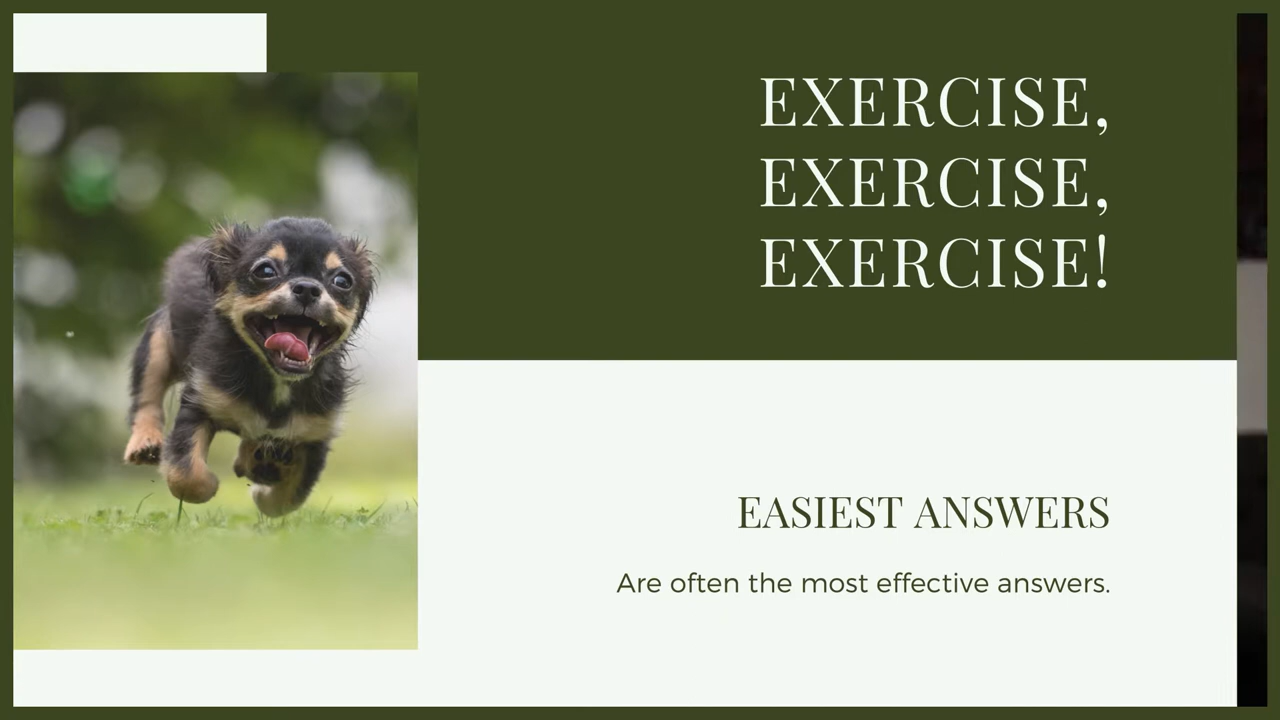 EXERCISE,
EXERCISE,
EXERCISE!
EASIEST ANSWERS
Are often the most effective answers.